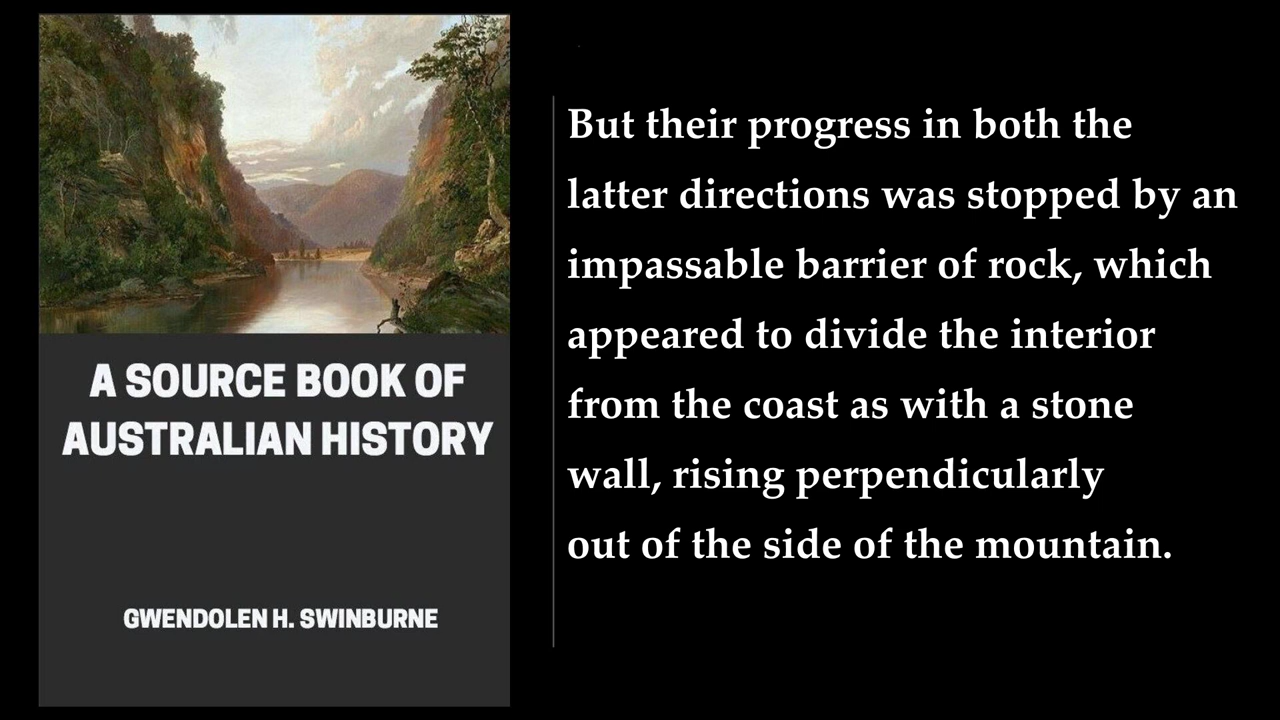 A SOURCE BOOK OF
AUSTRALIAN HISTORY
GWENDOLEN H. SWINBURNE
But their progress in both the
latter directions was stopped by an
impassable barrier of rock, which
appeared to divide the interior
from the coast as with a stone
wall, rising perpendicularly
out of the side of the mountain.